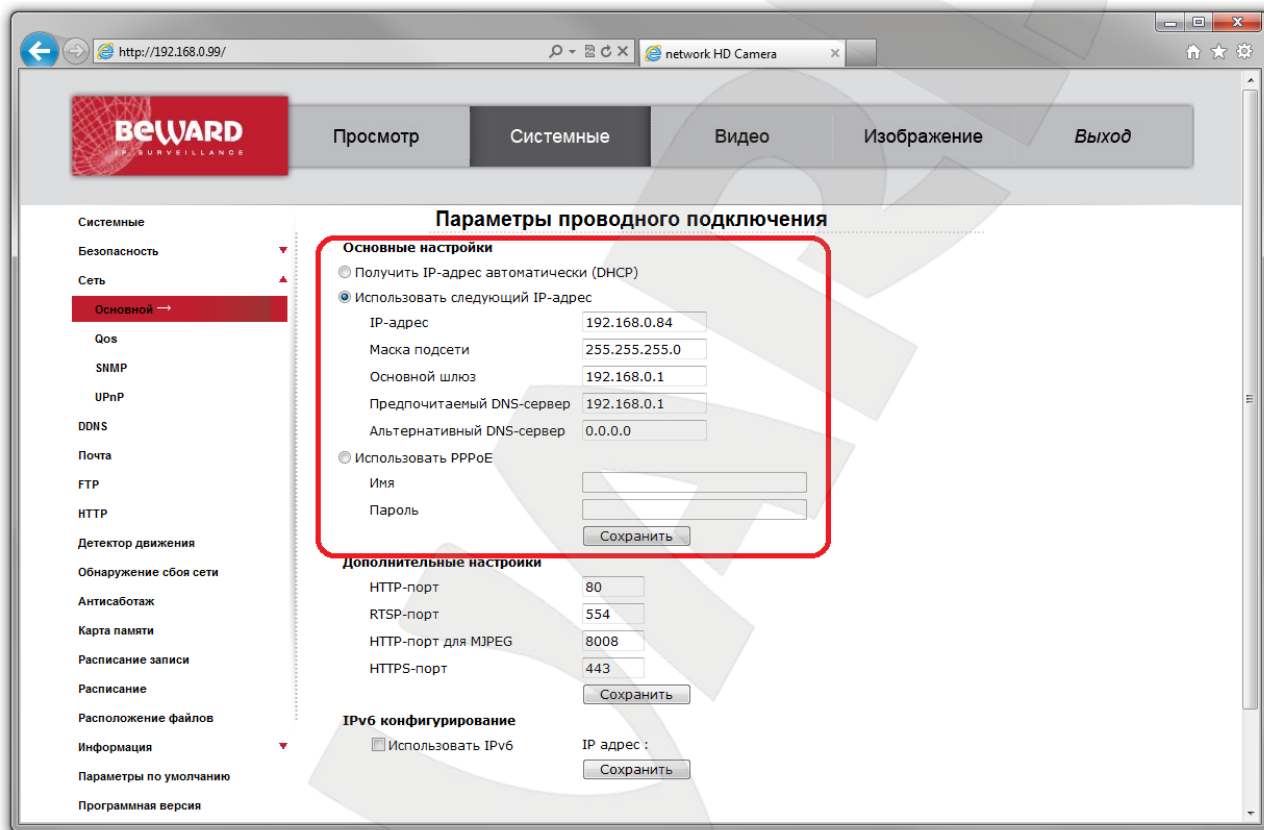 http://192.168.0.99/
network HD Camera
BEWARD
IP-SURVEILLANCE
Просмотр
Системные
Видео
Изображение
Выход
Системные
Безопасность
Сеть
Основной →
Qos
SNMP
UPnP
DDNS
Почта
FTP
HTTP
Детектор движения
Обнаружение сбоя сети
Антисаботаж
Карта памяти
Расписание записи
Расписание
Расположение файлов
Информация
Параметры по умолчанию
Программная версия
Параметры проводного подключения
Основные настройки
Получить IP-адрес автоматически (DHCP)
Использовать следующий IP-адрес
IP-адрес 192.168.0.84
Маска подсети 255.255.255.0
Основной шлюз 192.168.0.1
Предпочитаемый DNS-сервер 192.168.0.1
Альтернативный DNS-сервер 0.0.0.0
Использовать PPPoE
Имя
Пароль
Сохранить
Дополнительные настройки
HTTP-порт 80
RTSP-порт 554
HTTP-порт для MJPEG 8008
HTTPS-порт 443
Сохранить
IPv6 конфигурирование
Использовать IPv6 IP адрес :
Сохранить